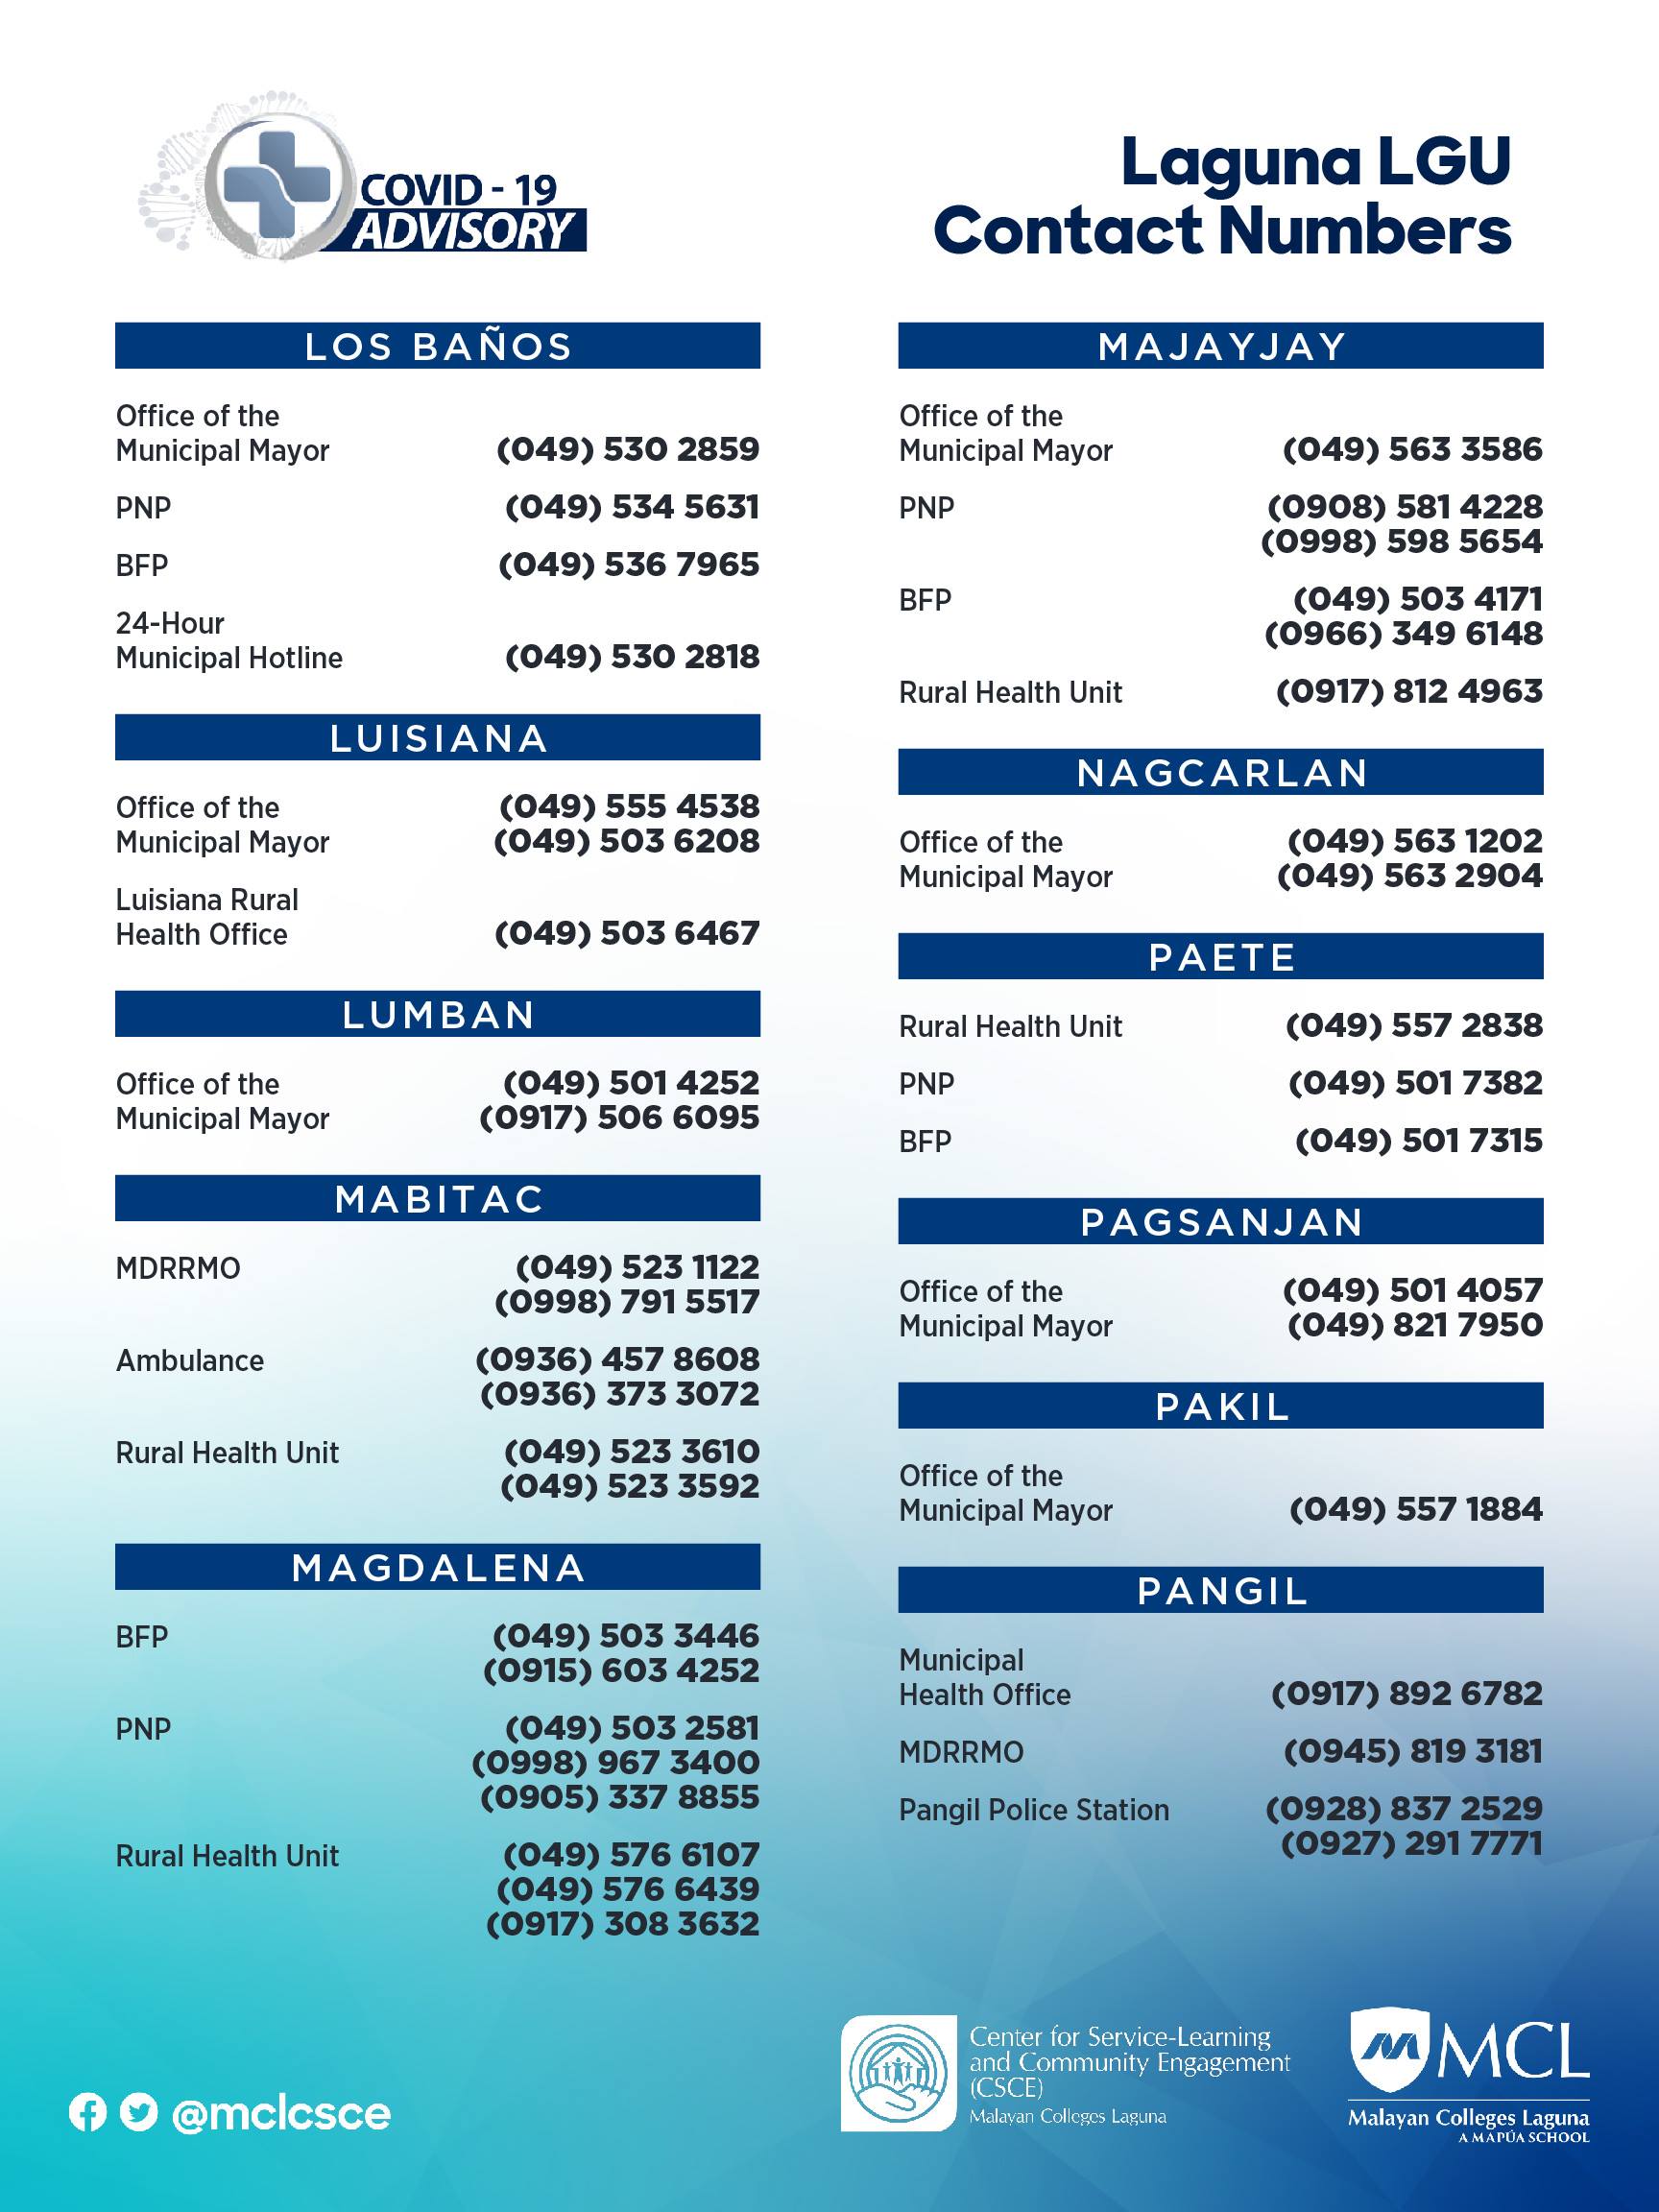 COVID - 19
ADVISORY
Laguna LGU
Contact Numbers
LOS BAÑOS
Office of the
Municipal Mayor (049) 530 2859
PNP (049) 534 5631
BFP (049) 536 7965
24-Hour
Municipal Hotline (049) 530 2818
LUISIANA
Office of the (049) 555 4538
Municipal Mayor (049) 503 6208
Luisiana Rural
Health Office (049) 503 6467
LUMBAN
Office of the (049) 501 4252
Municipal Mayor (0917) 506 6095
MABITAC
MDRRMO (049) 523 1122
(0998) 791 5517
Ambulance (0936) 457 8608
(0936) 373 3072
Rural Health Unit (049) 523 3610
(049) 523 3592
MAGDALENA
BFP (049) 503 3446
(0915) 603 4252
PNP (049) 503 2581
(0998) 967 3400
(0905) 337 8855
Rural Health Unit (049) 576 6107
(049) 576 6439
(0917) 308 3632
MAJAYJAY
Office of the
Municipal Mayor (049) 563 3586
PNP (0908) 581 4228
(0998) 598 5654
BFP (049) 503 4171
(0966) 349 6148
Rural Health Unit (0917) 812 4963
NAGCARLAN
Office of the (049) 563 1202
Municipal Mayor (049) 563 2904
PAETE
Rural Health Unit (049) 557 2838
PNP (049) 501 7382
BFP (049) 501 7315
PAGSANJAN
Office of the (049) 501 4057
Municipal Mayor (049) 821 7950
PAKIL
Office of the
Municipal Mayor (049) 557 1884
PANGIL
Municipal
Health Office (0917) 892 6782
MDRRMO (0945) 819 3181
Pangil Police Station (0928) 837 2529
(0927) 291 7771
@mclcsce
Center for Service-Learning
and Community Engagement
(CSCE)
Malayan Colleges Laguna
MCL
Malayan Colleges Laguna
A MAPÚA SCHOOL